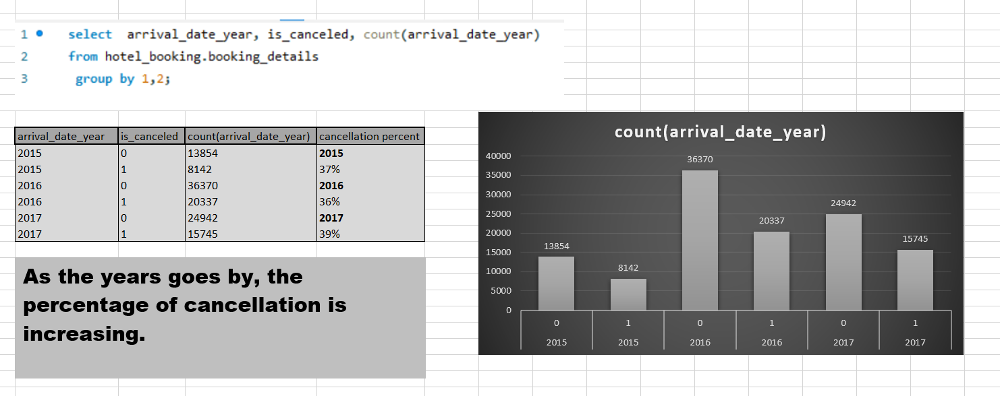 1 select arrival_date_year, is_canceled, count(arrival_date_year)
2 from hotel_booking.booking_details
3 group by 1,2;
arrival_date_year is_canceled count(arrival_date_year) cancellation percent
2015 0 13854 2015
2015 1 8142 37%
2016 0 36370 2016
2016 1 20337 36%
2017 0 24942 2017
2017 1 15745 39%
As the years goes by, the
percentage of cancellation is
increasing.
count(arrival_date_year)
40000
35000
30000
25000
20000
15000
10000
5000
0
13854
8142
36370
20337
24942
15745
0 1 0 1 0 1
2015 2015 2016 2016 2017 2017